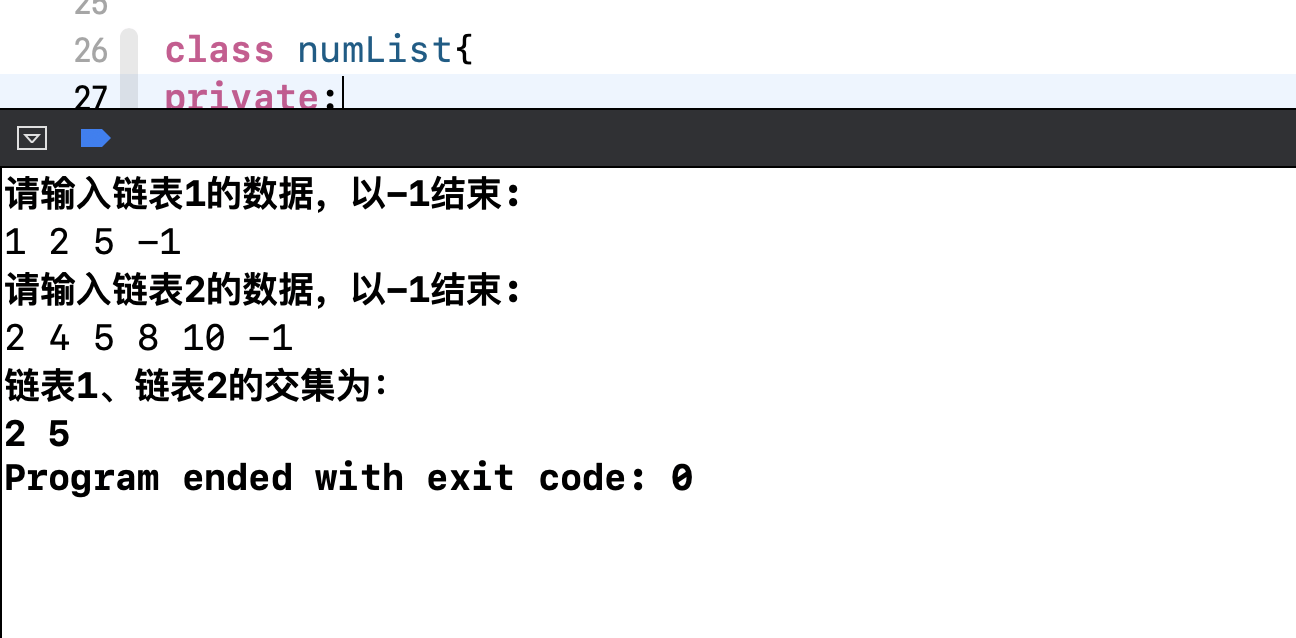 25
26 class numList{
27 private:
请输入链表1的数据，以-1结束：
1 2 5 -1
请输入链表2的数据，以-1结束：
2 4 5 8 10 -1
链表1、链表2的交集为：
2 5
Program ended with exit code: 0